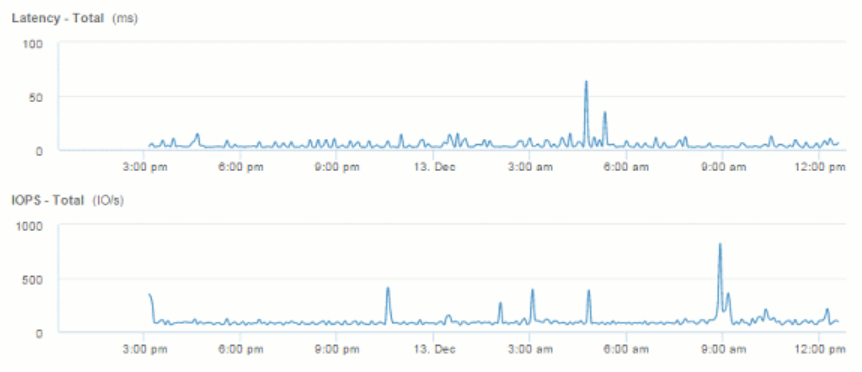 Latency - Total (ms)
100
50
0
3:00 pm 6:00 pm 9:00 pm 13. Dec 3:00 am 6:00 am 9:00 am 12:00 pm
IOPS - Total (IO/s)
1000
500
0
3:00 pm 6:00 pm 9:00 pm 13. Dec 3:00 am 6:00 am 9:00 am 12:00 pm